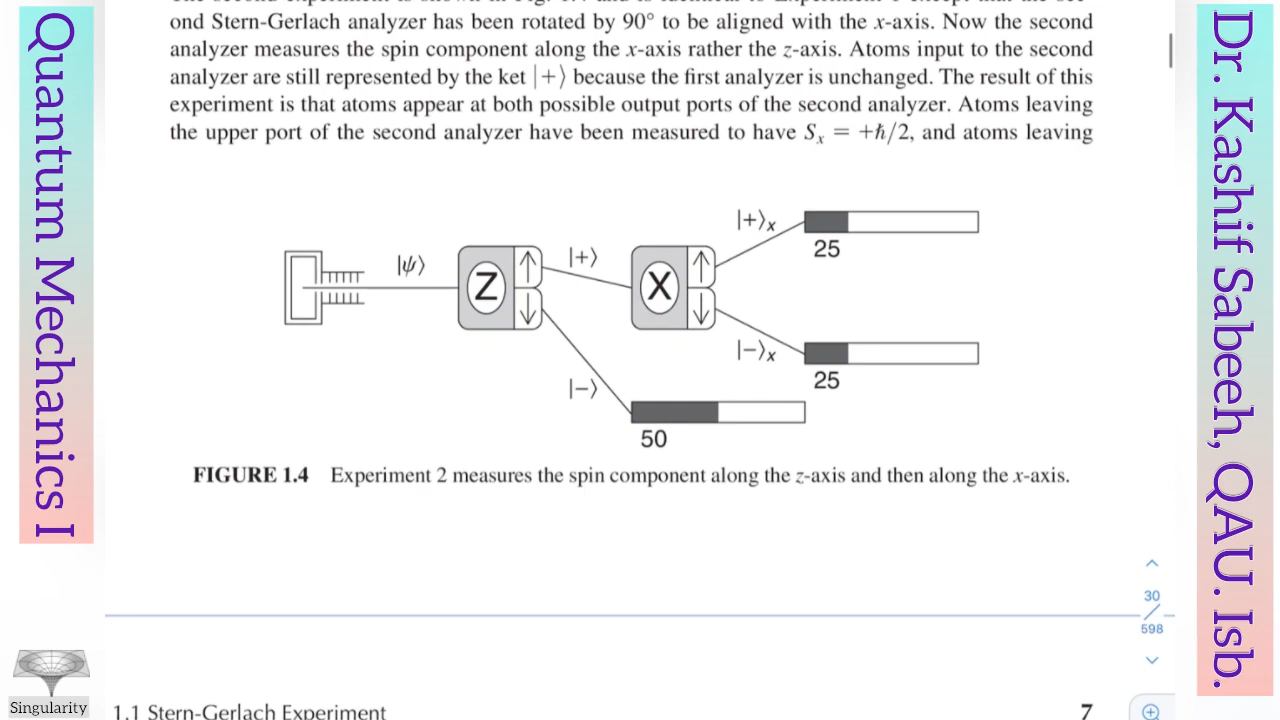 Quantum Mechanics I
ond Stern-Gerlach analyzer has been rotated by 90° to be aligned with the x-axis. Now the second
analyzer measures the spin component along the x-axis rather the z-axis. Atoms input to the second
analyzer are still represented by the ket |+⟩ because the first analyzer is unchanged. The result of this
experiment is that atoms appear at both possible output ports of the second analyzer. Atoms leaving
the upper port of the second analyzer have been measured to have Sₓ = +ħ/2, and atoms leaving
|ψ⟩
Z
|+⟩
|−⟩
50
X
|+⟩ₓ
25
|−⟩ₓ
25
FIGURE 1.4 Experiment 2 measures the spin component along the z-axis and then along the x-axis.
30
598
1.1 Stern-Gerlach Experiment
7
Singularity
Dr. Kashif Sabeeh, QAU. Isb.